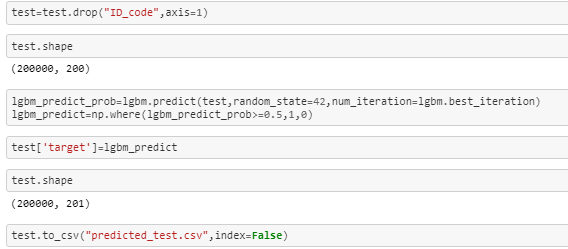 test=test.drop("ID_code",axis=1)
test.shape
(200000, 200)
lgbm_predict_prob=lgbm.predict(test,random_state=42,num_iteration=lgbm.best_iteration)
lgbm_predict=np.where(lgbm_predict_prob>=0.5,1,0)
test['target']=lgbm_predict
test.shape
(200000, 201)
test.to_csv("predicted_test.csv",index=False)